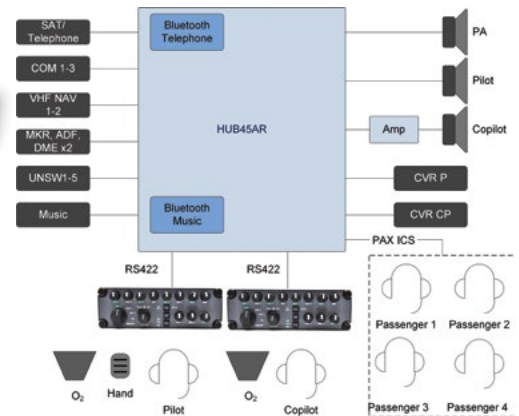 SAT/
Telephone
Bluetooth
Telephone
PA
COM 1-3
Pilot
VHF NAV
1-2
HUB45AR
MKR, ADF,
DME x2
Amp
Copilot
UNSW1-5
CVR P
Music
Bluetooth
Music
CVR CP
PAX ICS
RS422
RS422
Passenger 1
Passenger 2
O₂
Hand
Pilot
O₂
Copilot
Passenger 3
Passenger 4